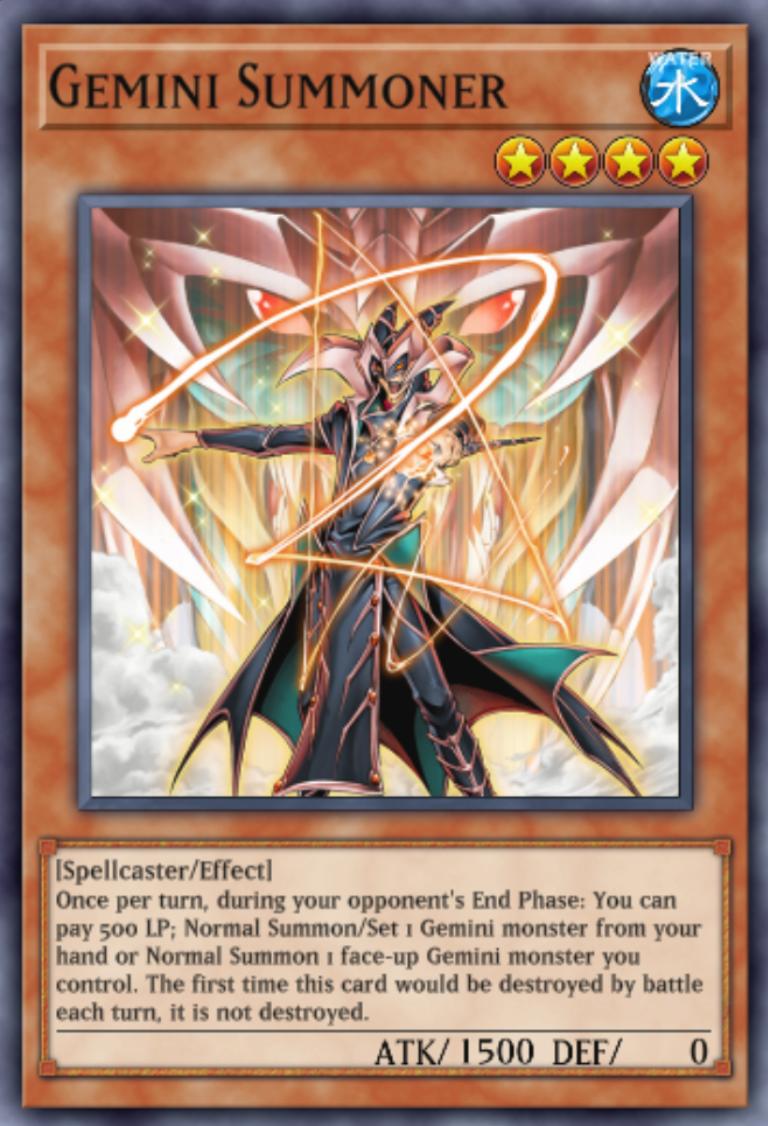 Gemini Summoner
WATER
水
[Spellcaster/Effect]
Once per turn, during your opponent's End Phase: You can
pay 500 LP; Normal Summon/Set 1 Gemini monster from your
hand or Normal Summon 1 face-up Gemini monster you
control. The first time this card would be destroyed by battle
each turn, it is not destroyed.
ATK/ 1500 DEF/ 0